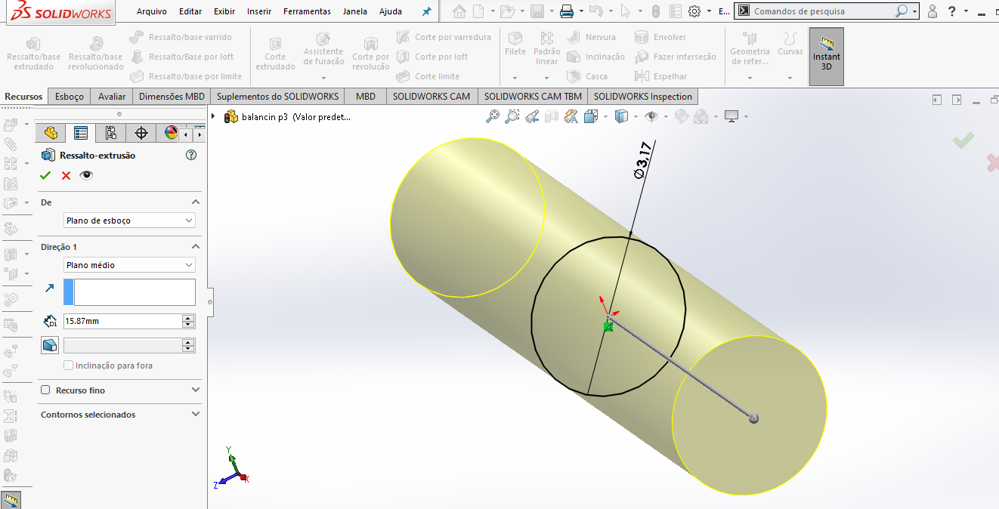 SOLIDWORKS Arquivo Editar Exibir Inserir Ferramentas Janela Ajuda E... Comandos de pesquisa ?
Ressalto/base extrudado
Ressalto/base revolucionado
Ressalto/base varrido
Ressalto/Base por loft
Ressalto/base por limite
Corte extrudado
Assistente de furação
Corte por revolução
Corte por varredura
Corte por loft
Corte limite
Filete
Padrão linear
Nervura
Inclinação
Casca
Envolver
Fazer interseção
Espelhar
Geometria de refer...
Curvas
Instant 3D
Recursos Esboço Avaliar Dimensões MBD Suplementos do SOLIDWORKS MBD SOLIDWORKS CAM SOLIDWORKS CAM TBM SOLIDWORKS Inspection
balancin p3 (Valor predet...
Ressalto-extrusão ?
De
Plano de esboço
Direção 1
Plano médio
D1 15.87mm
Inclinação para fora
Recurso fino
Contornos selecionados
Ø3,17
Y
Z X